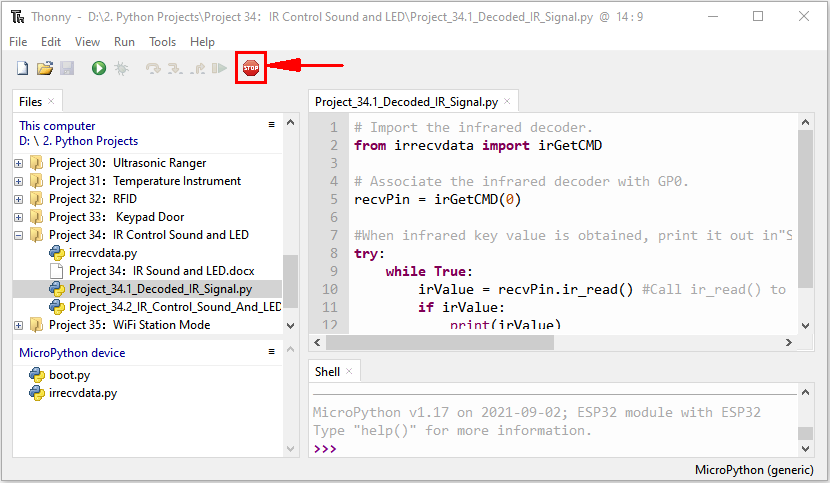 Thonny - D:\2. Python Projects\Project 34：IR Control Sound and LED\Project_34.1_Decoded_IR_Signal.py @ 14 : 9
File Edit View Run Tools Help
STOP
Files
This computer
D: \ 2. Python Projects
Project 30：Ultrasonic Ranger
Project 31：Temperature Instrument
Project 32：RFID
Project 33： Keypad Door
Project 34：IR Control Sound and LED
irrecvdata.py
Project 34：IR Sound and LED.docx
Project_34.1_Decoded_IR_Signal.py
Project_34.2_IR_Control_Sound_And_LED
Project 35：WiFi Station Mode
MicroPython device
boot.py
irrecvdata.py
Project_34.1_Decoded_IR_Signal.py
1 # Import the infrared decoder.
2 from irrecvdata import irGetCMD
3
4 # Associate the infrared decoder with GP0.
5 recvPin = irGetCMD(0)
6
7 #When infrared key value is obtained, print it out in"S
8 try:
9 while True:
10 irValue = recvPin.ir_read() #Call ir_read() to
11 if irValue:
12 print(irValue)
Shell
MicroPython v1.17 on 2021-09-02; ESP32 module with ESP32
Type "help()" for more information.
>>>
MicroPython (generic)